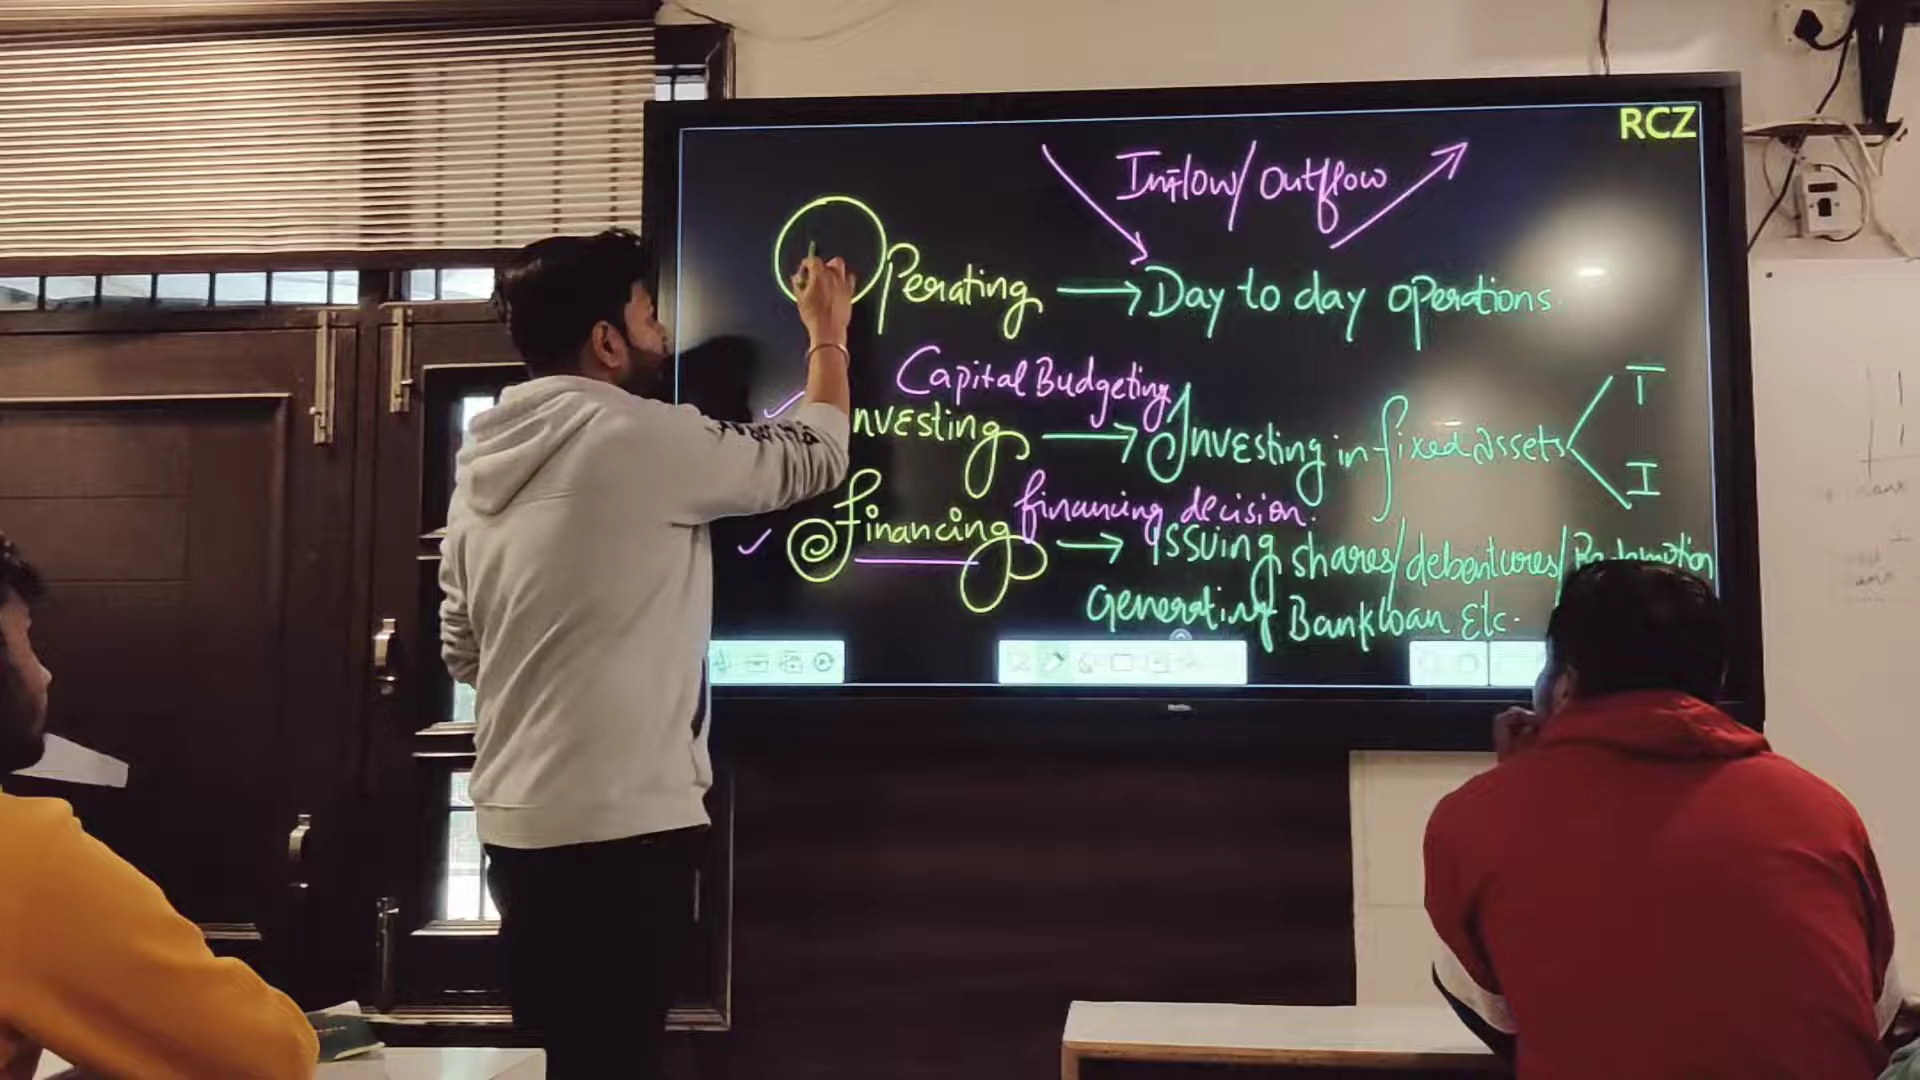 RCZ
Inflow/Outflow
Operating → Day to day operations.
Capital Budgeting
nvesting → Investing in fixed assets
T
I
financing decision.
Financing → Issuing shares/debentures/
Generating Bankloan Etc.